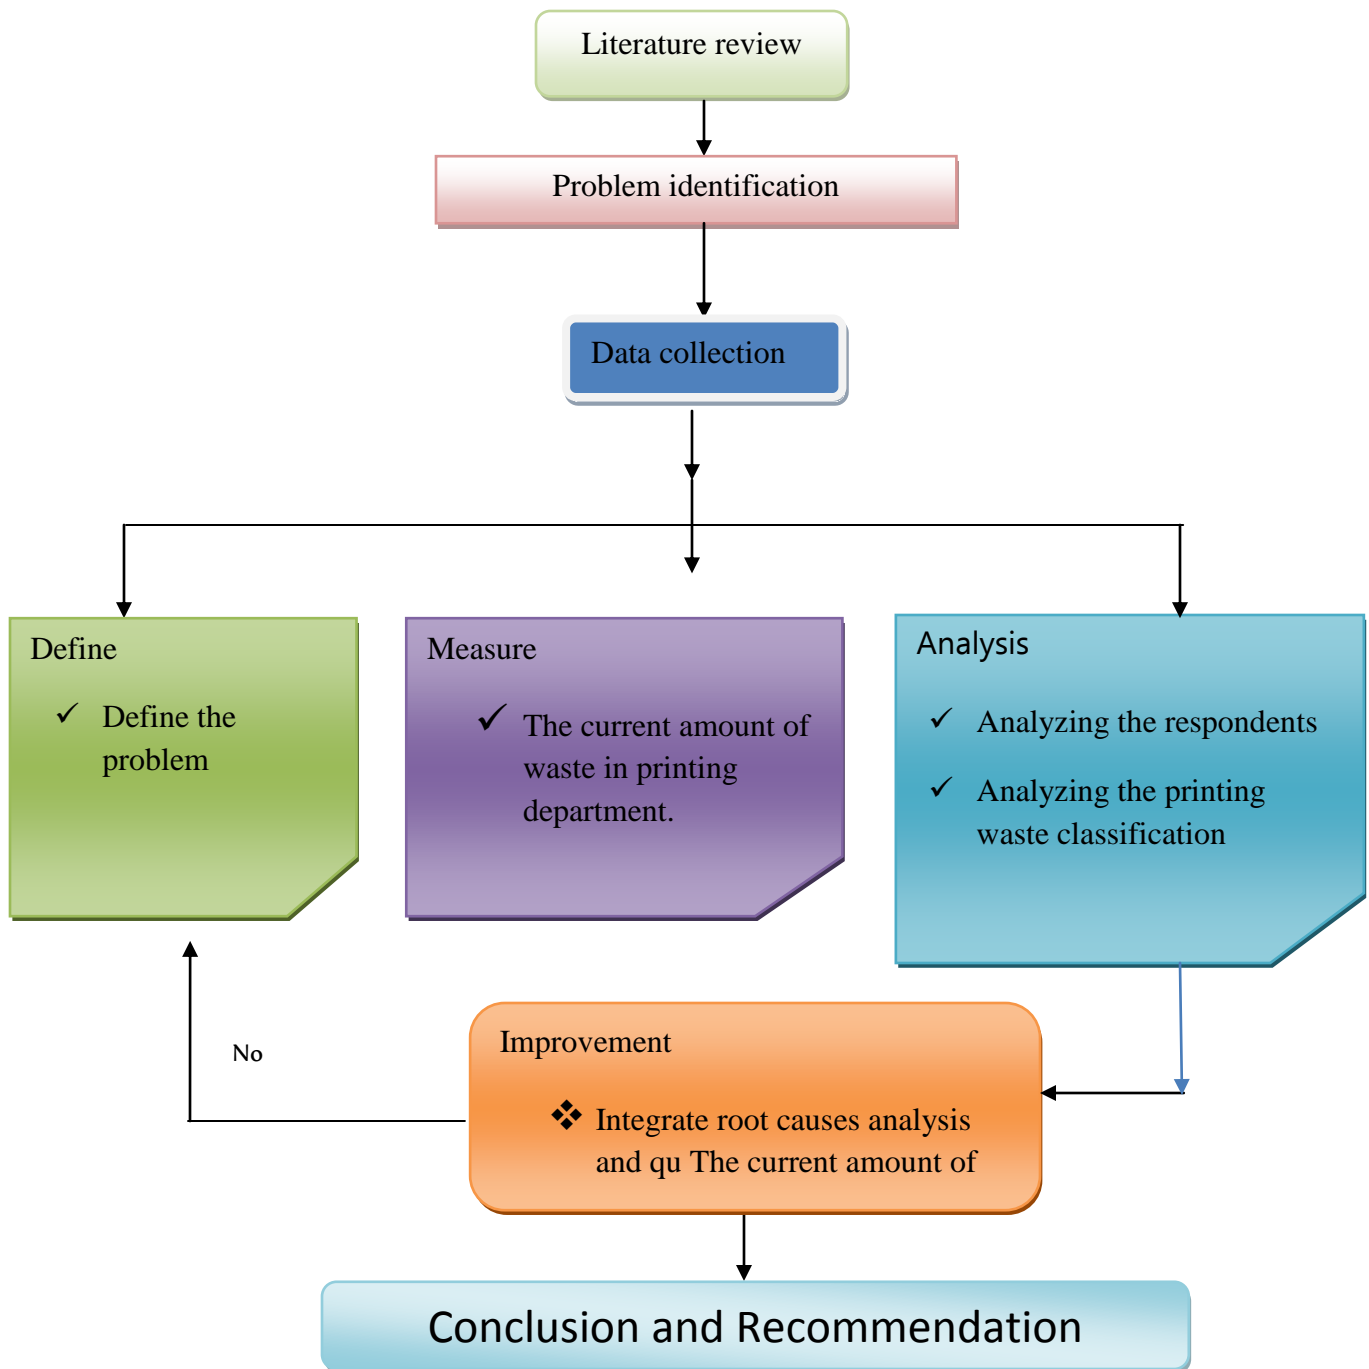 Literature review
Problem identification
Data collection
Define
✓ Define the
problem
Measure
✓ The current amount of
waste in printing
department.
Analysis
✓ Analyzing the respondents
✓ Analyzing the printing
waste classification
No
Improvement
❖ Integrate root causes analysis
and qu The current amount of
Conclusion and Recommendation